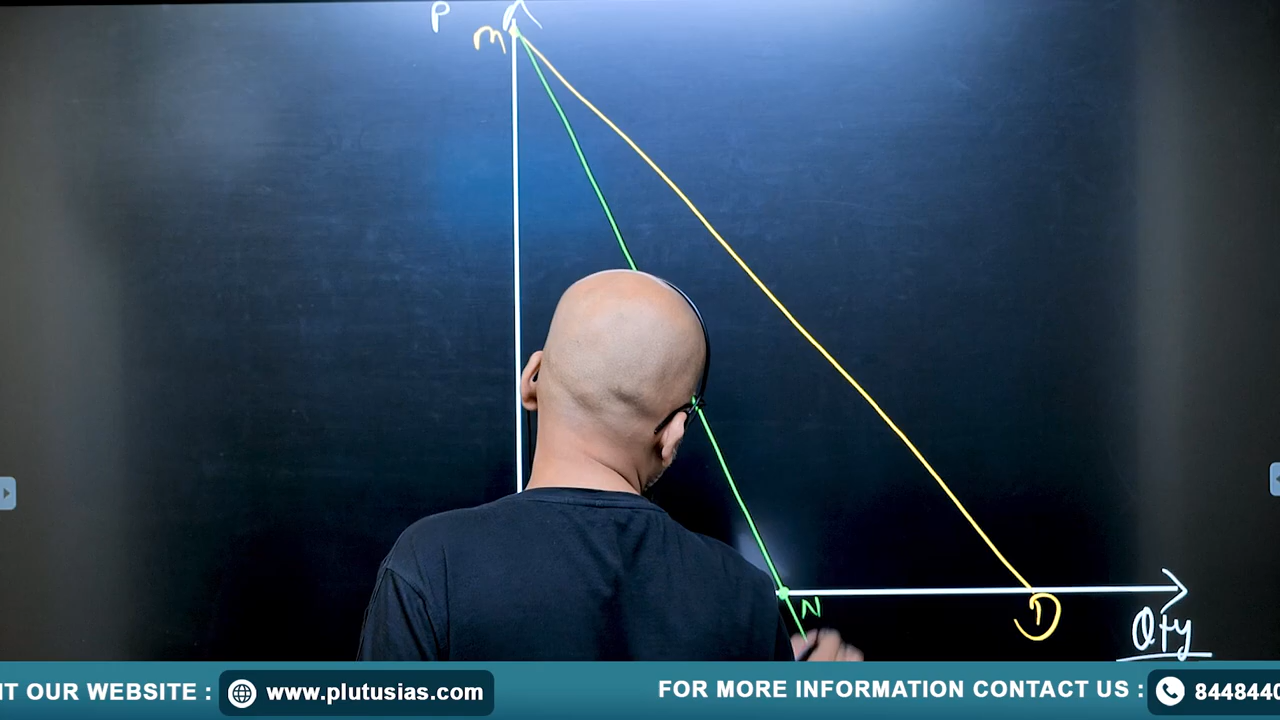 P
M
N
D
Qty
IT OUR WEBSITE : www.plutusias.com
FOR MORE INFORMATION CONTACT US : 8448440